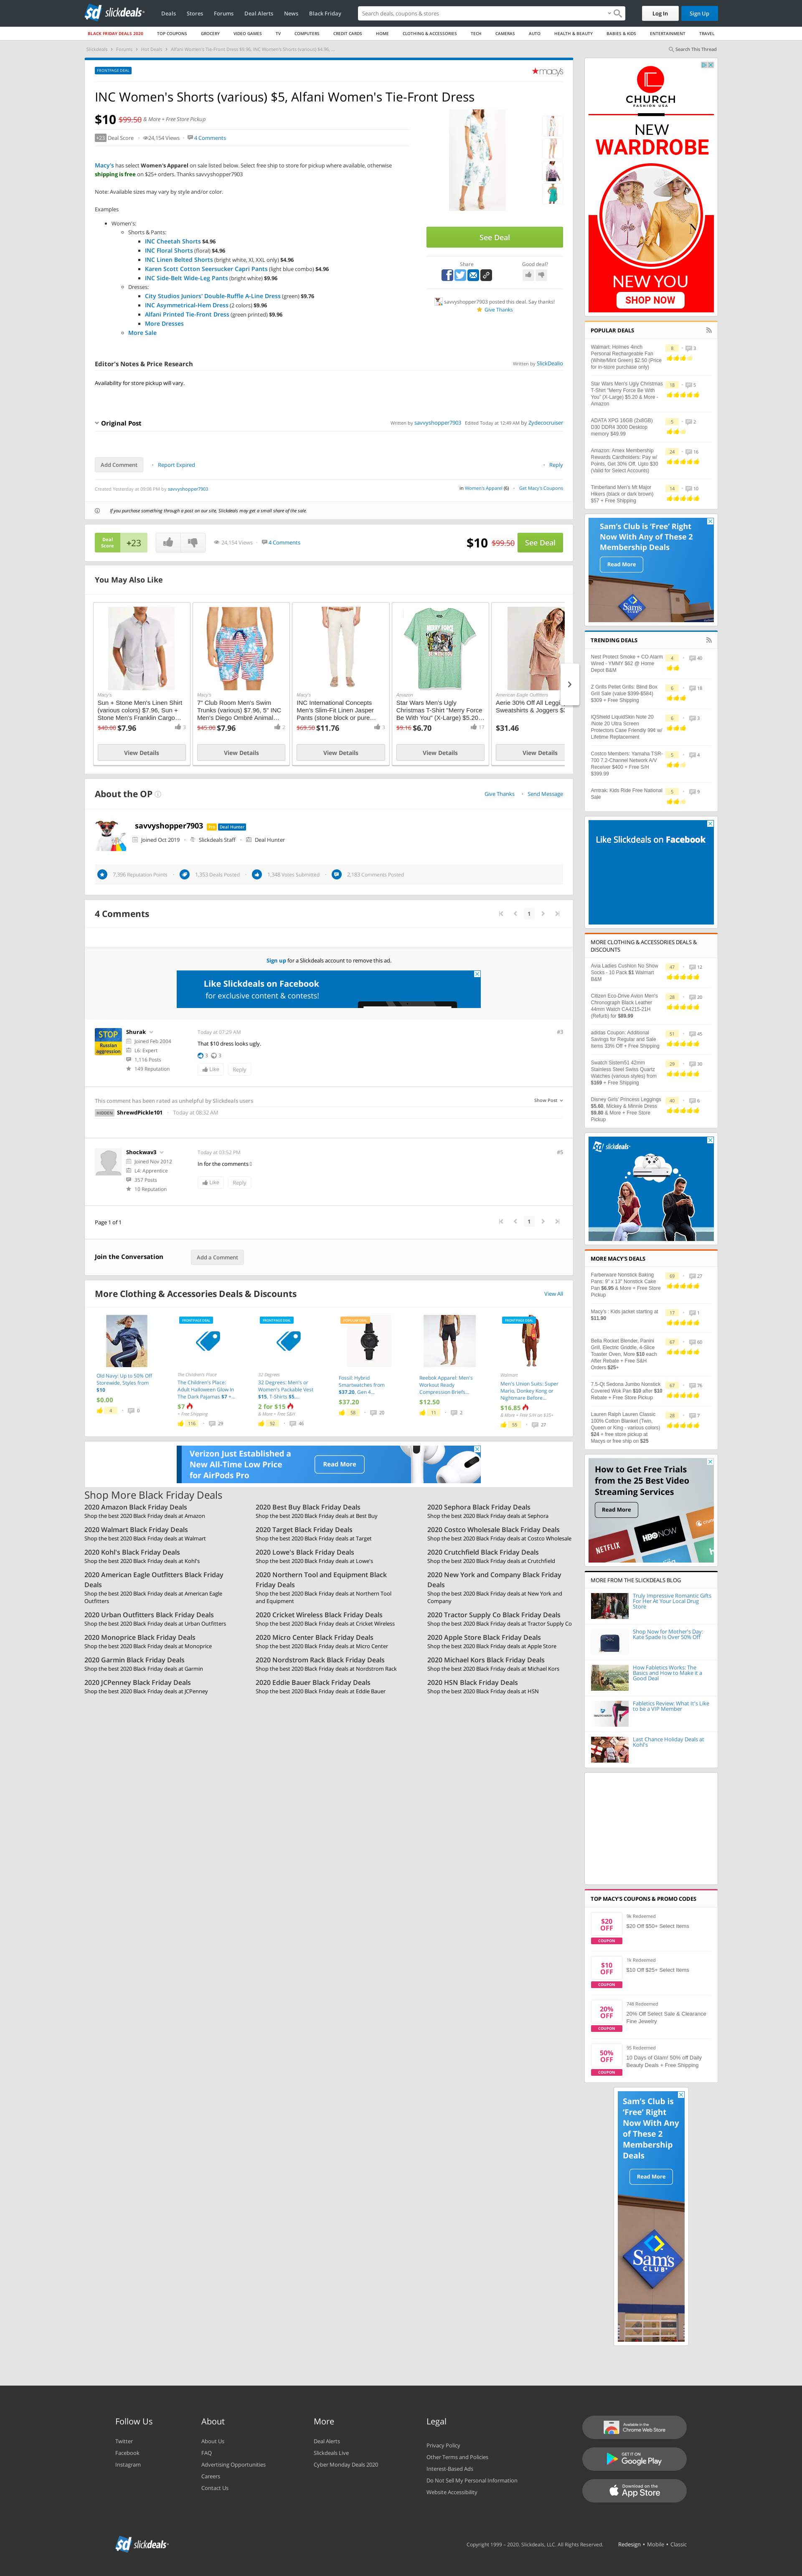 sd slickdeals
Deals Stores Forums Deal Alerts News Black Friday
Search deals, coupons & stores
Log In Sign Up
BLACK FRIDAY DEALS 2020 TOP COUPONS GROCERY VIDEO GAMES TV COMPUTERS CREDIT CARDS HOME CLOTHING & ACCESSORIES TECH CAMERAS AUTO HEALTH & BEAUTY BABIES & KIDS ENTERTAINMENT TRAVEL
Slickdeals Forums Hot Deals Alfani Women's Tie-Front Dress $9.96, INC Women's Shorts (various) $4.96, ...
Search This Thread
FRONTPAGE DEAL
macys
INC Women's Shorts (various) $5, Alfani Women's Tie-Front Dress
$10 $99.50 & More + Free Store Pickup
+23 Deal Score 24,154 Views 4 Comments
Macy's has select Women's Apparel on sale listed below. Select free ship to store for pickup where available, otherwise
shipping is free on $25+ orders. Thanks savvyshopper7903
Note: Available sizes may vary by style and/or color.
Examples
Women's:
Shorts & Pants:
INC Cheetah Shorts $4.96
INC Floral Shorts (floral) $4.96
INC Linen Belted Shorts (bright white, Xl, XXL only) $4.96
Karen Scott Cotton Seersucker Capri Pants (light blue combo) $4.96
INC Side-Belt Wide-Leg Pants (bright white) $9.96
Dresses:
City Studios Juniors' Double-Ruffle A-Line Dress (green) $9.76
INC Asymmetrical-Hem Dress (2 colors) $9.96
Alfani Printed Tie-Front Dress (green printed) $9.96
More Dresses
More Sale
See Deal
Share
Good deal?
savvyshopper7903 posted this deal. Say thanks!
Give Thanks
Editor's Notes & Price Research
Written by SlickDealio
Availability for store pickup will vary.
Original Post
Written by savvyshopper7903 Edited Today at 12:49 AM by Zydecocruiser
Add Comment Report Expired
Reply
Created Yesterday at 09:06 PM by savvyshopper7903
in Women's Apparel (6) Get Macy's Coupons
If you purchase something through a post on our site, Slickdeals may get a small share of the sale.
Deal Score +23
24,154 Views 4 Comments
$10 $99.50 See Deal
You May Also Like
Macy's
Sun + Stone Men's Linen Shirt
(various colors) $7.96, Sun +
Stone Men's Franklin Cargo...
$40.00 $7.96 3
View Details
Macy's
7" Club Room Men's Swim
Trunks (various) $7.96, 5" INC
Men's Diego Ombré Animal...
$45.00 $7.96 2
View Details
Macy's
INC International Concepts
Men's Slim-Fit Linen Jasper
Pants (stone block or pure...
$69.50 $11.76 3
View Details
Amazon
Star Wars Men's Ugly
Christmas T-Shirt "Merry Force
Be With You" (X-Large) $5.20...
$9.16 $6.70 17
View Details
American Eagle Outfitters
Aerie 30% Off All Leggi
Sweatshirts & Joggers $
$31.46
View Details
About the OP
Give Thanks Send Message
savvyshopper7903 Deal Hunter
Joined Oct 2019 Slickdeals Staff Deal Hunter
7,396 Reputation Points 1,353 Deals Posted 1,348 Votes Submitted 2,183 Comments Posted
4 Comments
1
Sign up for a Slickdeals account to remove this ad.
Like Slickdeals on Facebook
for exclusive content & contests!
STOP
Russian
aggression
Shurak
Joined Feb 2004
L6: Expert
1,116 Posts
149 Reputation
Today at 07:29 AM
#3
That $10 dress looks ugly.
3 3
Like Reply
This comment has been rated as unhelpful by Slickdeals users
Show Post
HIDDEN ShrewdPickle101 Today at 08:32 AM
Shockwav3
Joined Nov 2012
L4: Apprentice
357 Posts
10 Reputation
Today at 03:52 PM
#5
In for the comments
Like Reply
Page 1 of 1
1
Join the Conversation
Add a Comment
More Clothing & Accessories Deals & Discounts
View All
Old Navy: Up to 50% Off
Storewide, Styles from
$10
$0.00
4 0
FRONTPAGE DEAL
The Children's Place
The Children's Place:
Adult Halloween Glow In
The Dark Pajamas $7 +...
$7
+ Free Shipping
116 29
FRONTPAGE DEAL
32 Degrees
32 Degrees: Men's or
Women's Packable Vest
$15, T-Shirts $5,...
2 for $15
& More + Free S&H
92 46
Fossil: Hybrid
Smartwatches from
$37.20, Gen 4...
$37.20
58 20
Reebok Apparel: Men's
Workout Ready
Compression Briefs...
$12.50
11 2
FRONTPAGE DEAL
Walmart
Men's Union Suits: Super
Mario, Donkey Kong or
Nightmare Before...
$16.85
& More + Free S/H on $35+
93 27
Verizon Just Established a
New All-Time Low Price
for AirPods Pro
Read More
Shop More Black Friday Deals
2020 Amazon Black Friday Deals
Shop the best 2020 Black Friday deals at Amazon
2020 Best Buy Black Friday Deals
Shop the best 2020 Black Friday deals at Best Buy
2020 Sephora Black Friday Deals
Shop the best 2020 Black Friday deals at Sephora
2020 Walmart Black Friday Deals
Shop the best 2020 Black Friday deals at Walmart
2020 Target Black Friday Deals
Shop the best 2020 Black Friday deals at Target
2020 Costco Wholesale Black Friday Deals
Shop the best 2020 Black Friday deals at Costco Wholesale
2020 Kohl's Black Friday Deals
Shop the best 2020 Black Friday deals at Kohl's
2020 Lowe's Black Friday Deals
Shop the best 2020 Black Friday deals at Lowe's
2020 Crutchfield Black Friday Deals
Shop the best 2020 Black Friday deals at Crutchfield
2020 American Eagle Outfitters Black Friday
Deals
Shop the best 2020 Black Friday deals at American Eagle
Outfitters
2020 Northern Tool and Equipment Black
Friday Deals
Shop the best 2020 Black Friday deals at Northern Tool
and Equipment
2020 New York and Company Black Friday
Deals
Shop the best 2020 Black Friday deals at New York and
Company
2020 Urban Outfitters Black Friday Deals
Shop the best 2020 Black Friday deals at Urban Outfitters
2020 Cricket Wireless Black Friday Deals
Shop the best 2020 Black Friday deals at Cricket Wireless
2020 Tractor Supply Co Black Friday Deals
Shop the best 2020 Black Friday deals at Tractor Supply Co
2020 Monoprice Black Friday Deals
Shop the best 2020 Black Friday deals at Monoprice
2020 Micro Center Black Friday Deals
Shop the best 2020 Black Friday deals at Micro Center
2020 Apple Store Black Friday Deals
Shop the best 2020 Black Friday deals at Apple Store
2020 Garmin Black Friday Deals
Shop the best 2020 Black Friday deals at Garmin
2020 Nordstrom Rack Black Friday Deals
Shop the best 2020 Black Friday deals at Nordstrom Rack
2020 Michael Kors Black Friday Deals
Shop the best 2020 Black Friday deals at Michael Kors
2020 JCPenney Black Friday Deals
Shop the best 2020 Black Friday deals at JCPenney
2020 Eddie Bauer Black Friday Deals
Shop the best 2020 Black Friday deals at Eddie Bauer
2020 HSN Black Friday Deals
Shop the best 2020 Black Friday deals at HSN
CHURCH
FASHION USA
NEW
WARDROBE
NEW YOU
SHOP NOW
POPULAR DEALS
Walmart: Holmes 4inch
Personal Rechargeable Fan
(White/Mint Green) $2.50 (Price
for in-store purchase only)
8 3
Star Wars Men's Ugly Christmas
T-Shirt "Merry Force Be With
You" (X-Large) $5.20 & More -
Amazon
18 5
ADATA XPG 16GB (2x8GB)
D30 DDR4 3000 Desktop
memory $49.99
5 2
Amazon: Amex Membership
Rewards Cardholders: Pay w/
Points, Get 30% Off, Upto $30
(Valid for Select Accounts)
24 16
Timberland Men's Mt Major
Hikers (black or dark brown)
$57 + Free Shipping
14 10
Sam's Club is 'Free' Right
Now With Any of These 2
Membership Deals
Read More
Sam's
TRENDING DEALS
Nest Protect Smoke + CO Alarm
Wired - YMMY $62 @ Home
Depot B&M
4 40
Z Grills Pellet Grills: Blind Box
Grill Sale (value $399-$584)
$309 + Free Shipping
6 18
IQShield LiquidSkin Note 20
/Note 20 Ultra Screen
Protectors Case Friendly 99¢ w/
Lifetime Replacement
6 3
Costco Members: Yamaha TSR-
700 7.2-Channel Network A/V
Receiver $400 + Free S/H
$399.99
5 4
Amtrak: Kids Ride Free National
Sale
5 9
Like Slickdeals on Facebook
MORE CLOTHING & ACCESSORIES DEALS &
DISCOUNTS
Avia Ladies Cushion No Show
Socks - 10 Pack $1 Walmart
B&M
47 12
Citizen Eco-Drive Avion Men's
Chronograph Black Leather
44mm Watch CA4215-21H
(Refurb) for $89.99
28 20
adidas Coupon: Additional
Savings for Regular and Sale
Items 33% Off + Free Shipping
51 45
Swatch Sistem51 42mm
Stainless Steel Swiss Quartz
Watches (various styles) from
$169 + Free Shipping
29 30
Disney Girls' Princess Leggings
$5.60, Mickey & Minnie Dress
$9.80 & More + Free Store
Pickup
40 6
slickdeals
MORE MACY'S DEALS
Farberware Nonstick Baking
Pans: 9" x 13" Nonstick Cake
Pan $6.95 & More + Free Store
Pickup
69 27
Macy's : Kids jacket starting at
$11.80
17 1
Bella Rocket Blender, Panini
Grill, Electric Griddle, 4-Slice
Toaster Oven, More $10 each
After Rebate + Free S&H
Orders $25+
67 60
7.5-Qt Sedona Jumbo Nonstick
Covered Wok Pan $10 after $10
Rebate + Free Store Pickup
67 76
Lauren Ralph Lauren Classic
100% Cotton Blanket (Twin,
Queen or King - various colors)
$24 + free store pickup at
Macys or free ship on $25
28 5
How to Get Free Trials
from the 25 Best Video
Streaming Services
Read More
NETFLIX HBONOW
MORE FROM THE SLICKDEALS BLOG
Truly Impressive Romantic Gifts
For Her At Your Local Drug
Store
Shop Now for Mother's Day:
Kate Spade Is Over 50% Off
How Fabletics Works: The
Basics and How to Make it a
Good Deal
Fabletics Review: What It's Like
to be a VIP Member
Last Chance Holiday Deals at
Kohl's
TOP MACY'S COUPONS & PROMO CODES
$20
OFF
COUPON
9k Redeemed
$20 Off $50+ Select Items
$10
OFF
COUPON
1k Redeemed
$10 Off $25+ Select Items
20%
OFF
COUPON
748 Redeemed
20% Off Select Sale & Clearance
Fine Jewelry
50%
OFF
COUPON
95 Redeemed
10 Days of Glam! 50% off Daily
Beauty Deals + Free Shipping
Sam's Club is
'Free' Right
Now With Any
of These 2
Membership
Deals
Read More
Sam's
CLUB
Follow Us
Twitter
Facebook
Instagram
About
About Us
FAQ
Advertising Opportunities
Careers
Contact Us
More
Deal Alerts
Slickdeals Live
Cyber Monday Deals 2020
Legal
Privacy Policy
Other Terms and Policies
Interest-Based Ads
Do Not Sell My Personal Information
Website Accessibility
Available in the
Chrome Web Store
GET IT ON
Google Play
Download on the
App Store
sd slickdeals
Copyright 1999 - 2020. Slickdeals, LLC. All Rights Reserved. Redesign • Mobile • Classic